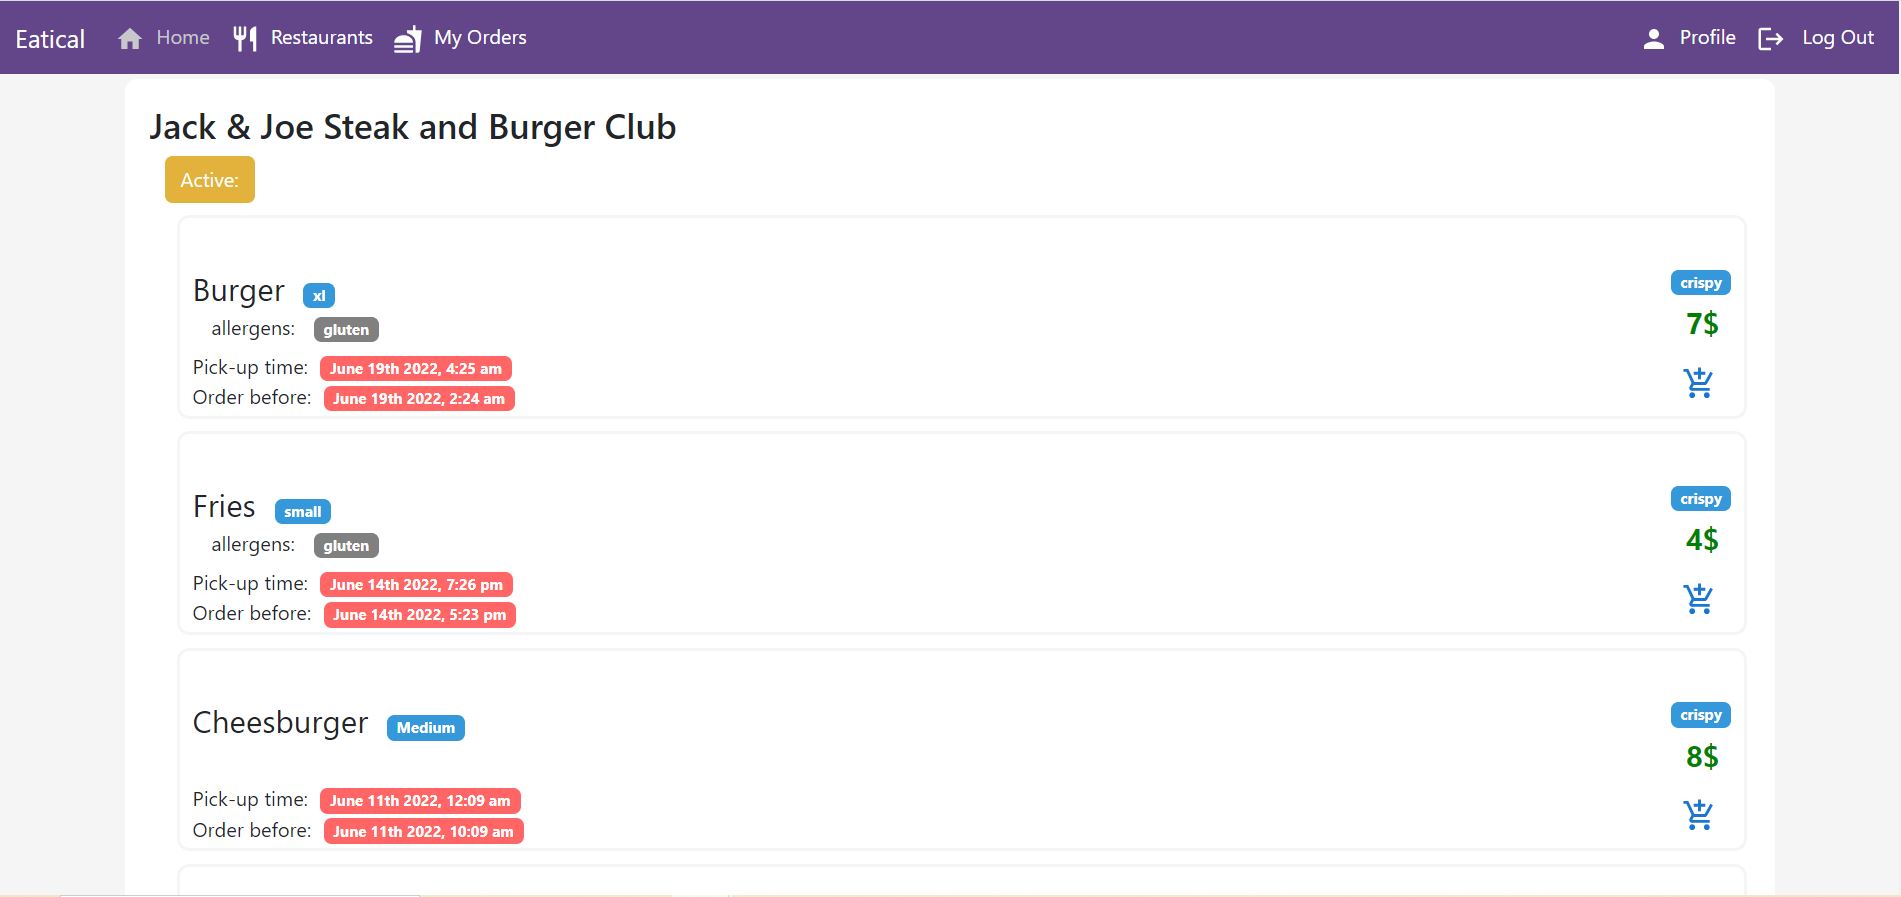 Eatical Home Restaurants My Orders Profile Log Out
Jack & Joe Steak and Burger Club
Active:
Burger xl crispy
allergens: gluten 7$
Pick-up time: June 19th 2022, 4:25 am
Order before: June 19th 2022, 2:24 am
Fries small crispy
allergens: gluten 4$
Pick-up time: June 14th 2022, 7:26 pm
Order before: June 14th 2022, 5:23 pm
Cheesburger Medium crispy
8$
Pick-up time: June 11th 2022, 12:09 am
Order before: June 11th 2022, 10:09 am